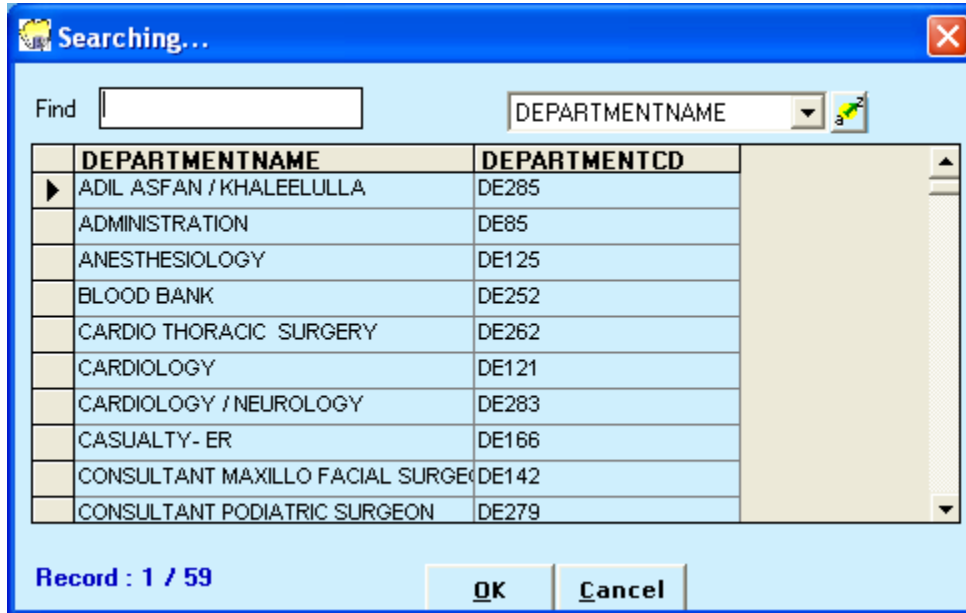 Searching...
Find DEPARTMENTNAME
DEPARTMENTNAME DEPARTMENTCD
ADIL ASFAN / KHALEELULLA DE285
ADMINISTRATION DE85
ANESTHESIOLOGY DE125
BLOOD BANK DE252
CARDIO THORACIC  SURGERY DE262
CARDIOLOGY DE121
CARDIOLOGY / NEUROLOGY DE283
CASUALTY- ER DE166
CONSULTANT MAXILLO FACIAL DE142
CONSULTANT PODIATRIC SURGEON DE279
Record : 1 / 59 OK Cancel